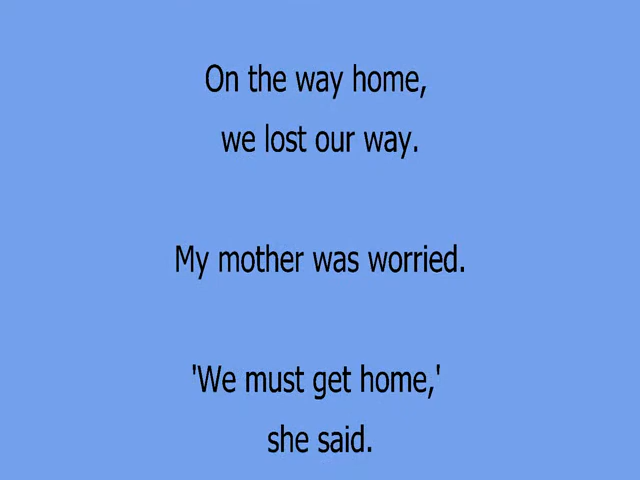 On the way home,
we lost our way.
My mother was worried.
'We must get home,'
she said.